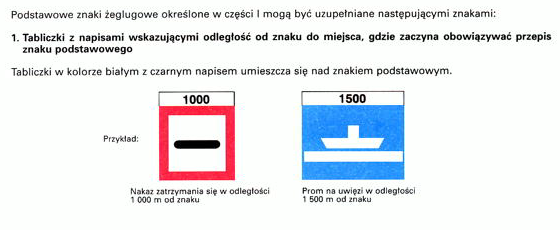 Podstawowe znaki żeglugowe określone w części I mogą być uzupełniane następującymi znakami:
1. Tabliczki z napisami wskazującymi odległość od znaku do miejsca, gdzie zaczyna obowiązywać przepis
znaku podstawowego
Tabliczki w kolorze białym z czarnym napisem umieszcza się nad znakiem podstawowym.
1000
1500
Przykład:
Nakaz zatrzymania się w odległości
1 000 m od znaku
Prom na uwięzi w odległości
1 500 m od znaku